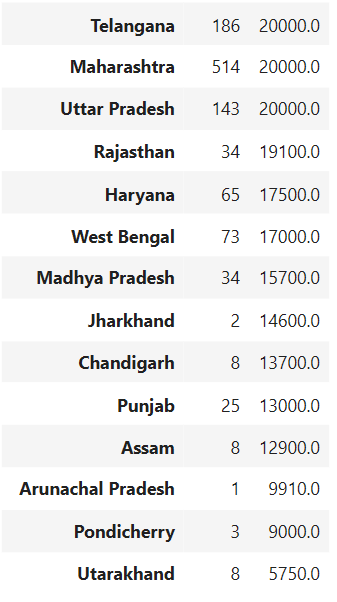 Telangana 186 20000.0
Maharashtra 514 20000.0
Uttar Pradesh 143 20000.0
Rajasthan 34 19100.0
Haryana 65 17500.0
West Bengal 73 17000.0
Madhya Pradesh 34 15700.0
Jharkhand 2 14600.0
Chandigarh 8 13700.0
Punjab 25 13000.0
Assam 8 12900.0
Arunachal Pradesh 1 9910.0
Pondicherry 3 9000.0
Utarakhand 8 5750.0